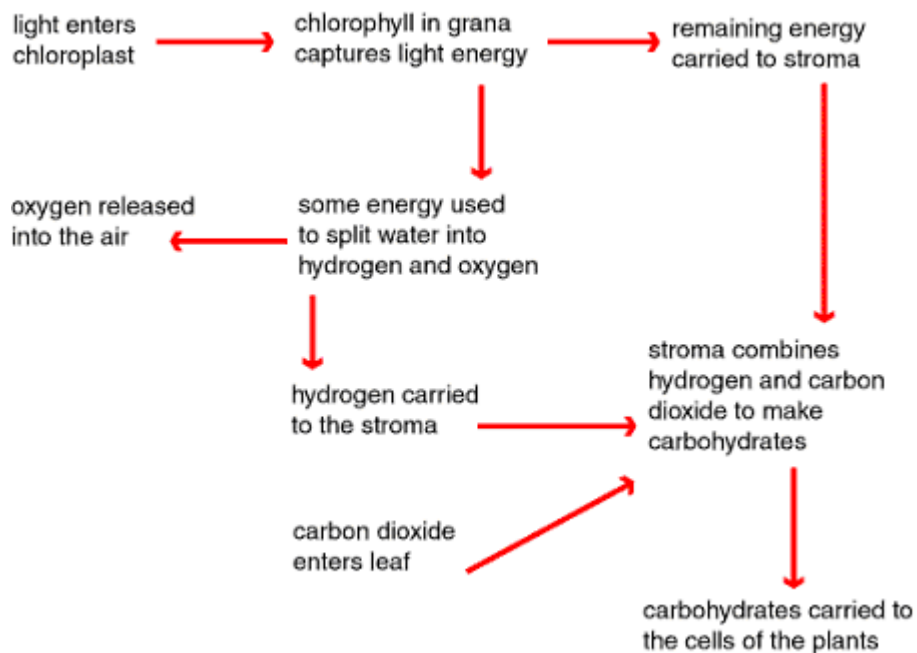 light enters
chloroplast
chlorophyll in grana
captures light energy
remaining energy
carried to stroma
oxygen released
into the air
some energy used
to split water into
hydrogen and oxygen
hydrogen carried
to the stroma
stroma combines
hydrogen and carbon
dioxide to make
carbohydrates
carbon dioxide
enters leaf
carbohydrates carried to
the cells of the plants